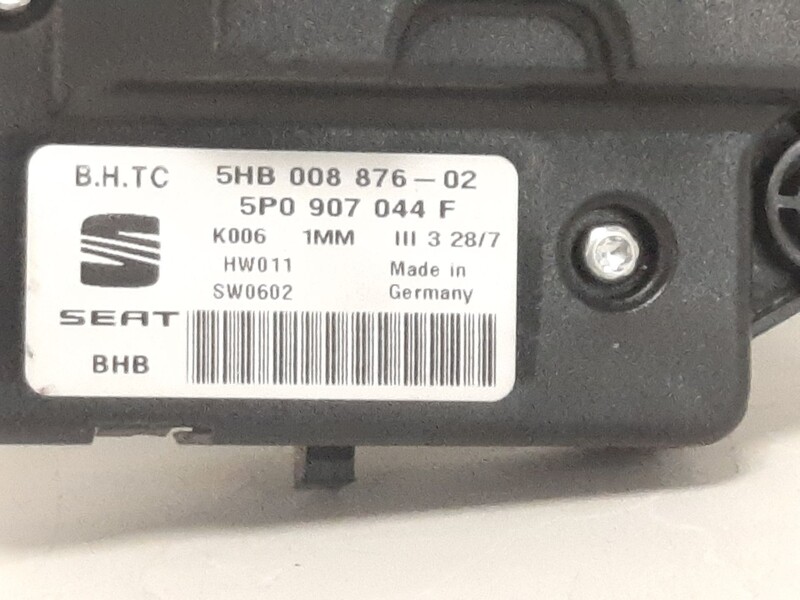 B.H.TC 5HB 008 876-02
5P0 907 044 F
K006 1MM III 3 28/7
HW011 Made in
SW0602 Germany
SEAT
BHB